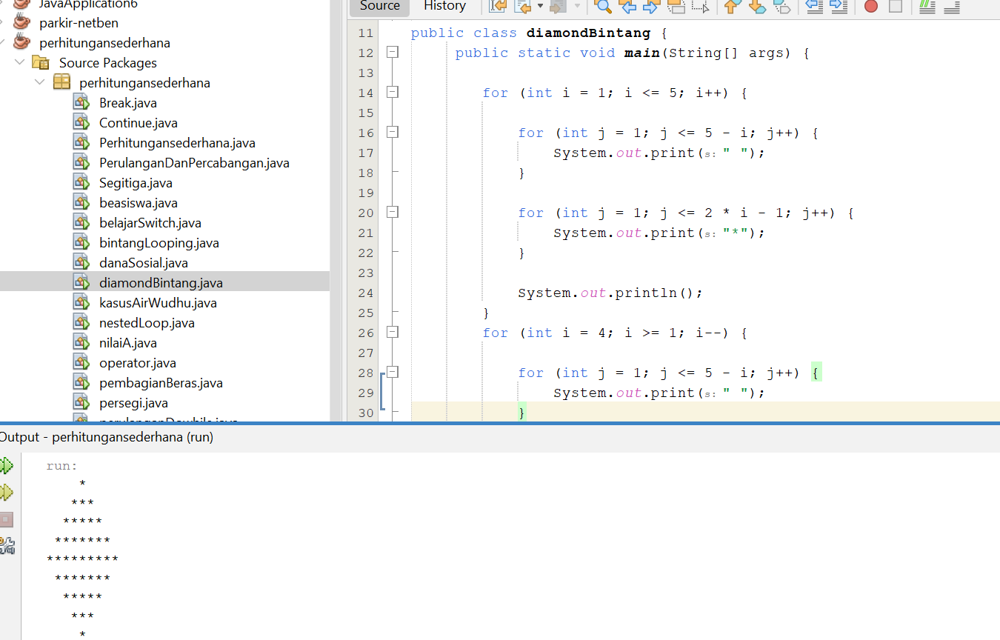 JavaApplication6
parkir-netben
perhitungansederhana
Source Packages
perhitungansederhana
Break.java
Continue.java
Perhitungansederhana.java
PerulanganDanPercabangan.java
Segitiga.java
beasiswa.java
belajarSwitch.java
bintangLooping.java
danaSosial.java
diamondBintang.java
kasusAirWudhu.java
nestedLoop.java
nilaiA.java
operator.java
pembagianBeras.java
persegi.java
Source History
11 public class diamondBintang {
12 public static void main(String[] args) {
13
14 for (int i = 1; i <= 5; i++) {
15
16 for (int j = 1; j <= 5 - i; j++) {
17 System.out.print(s: " ");
18 }
19
20 for (int j = 1; j <= 2 * i - 1; j++) {
21 System.out.print(s: "*");
22 }
23
24 System.out.println();
25 }
26 for (int i = 4; i >= 1; i--) {
27
28 for (int j = 1; j <= 5 - i; j++) {
29 System.out.print(s: " ");
30 }
Output - perhitungansederhana (run)
run:
    *
   ***
  *****
 *******
*********
 *******
  *****
   ***
    *